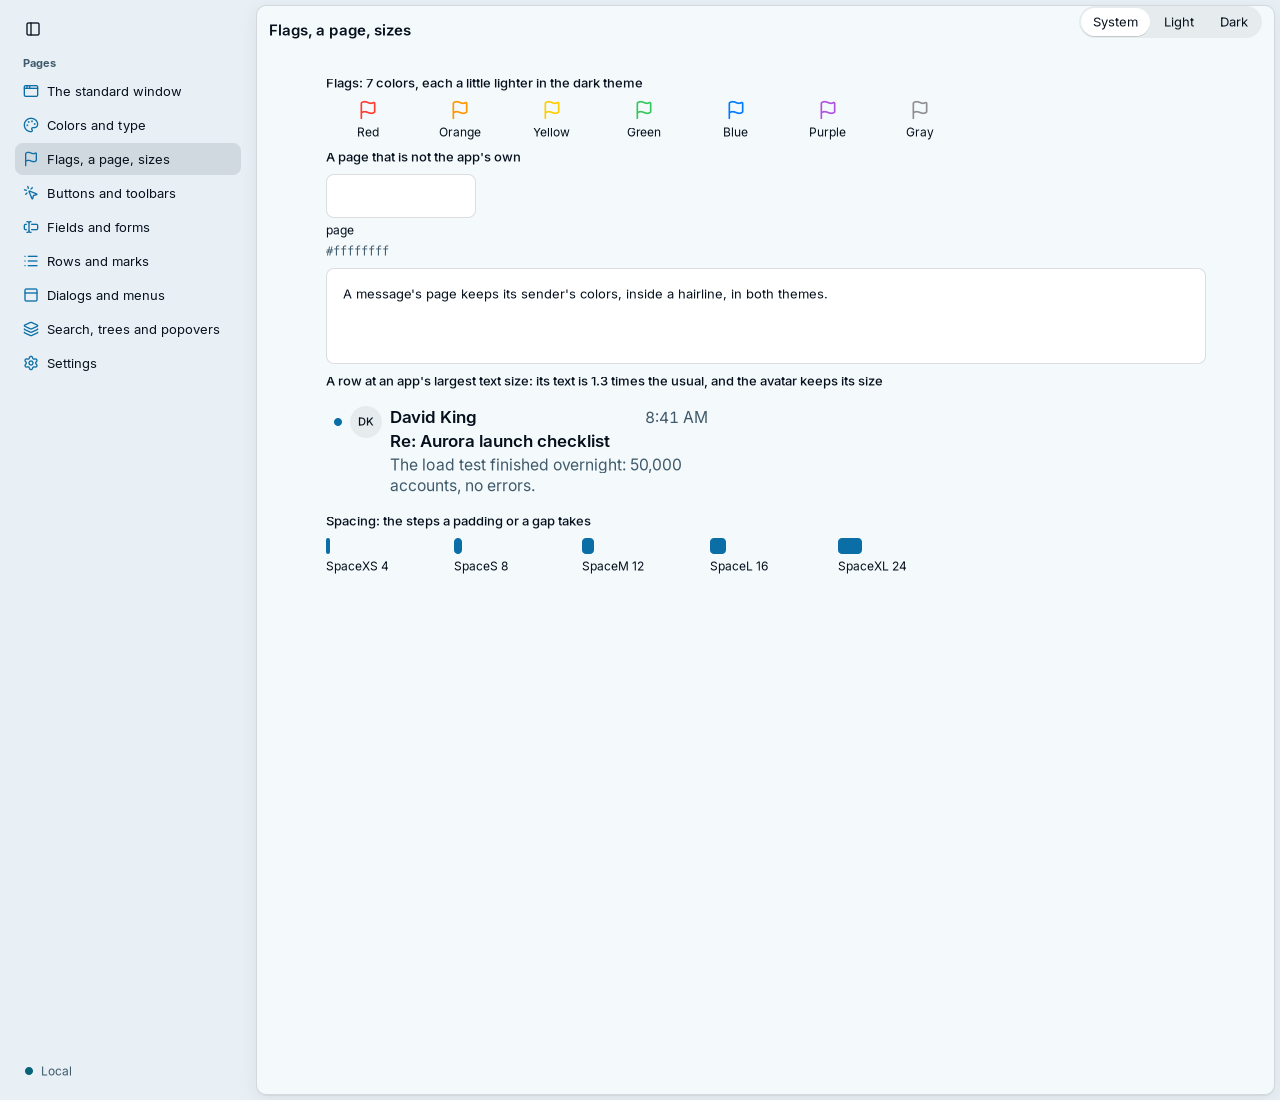 Flags, a page, sizes
System
Light
Dark
Pages
The standard window
Colors and type
Flags, a page, sizes
Buttons and toolbars
Fields and forms
Rows and marks
Dialogs and menus
Search, trees and popovers
Settings
Local
Flags: 7 colors, each a little lighter in the dark theme
Red
Orange
Yellow
Green
Blue
Purple
Gray
A page that is not the app's own
page
#ffffffff
A message's page keeps its sender's colors, inside a hairline, in both themes.
A row at an app's largest text size: its text is 1.3 times the usual, and the avatar keeps its size
DK
David King
8:41 AM
Re: Aurora launch checklist
The load test finished overnight: 50,000
accounts, no errors.
Spacing: the steps a padding or a gap takes
SpaceXS 4
SpaceS 8
SpaceM 12
SpaceL 16
SpaceXL 24